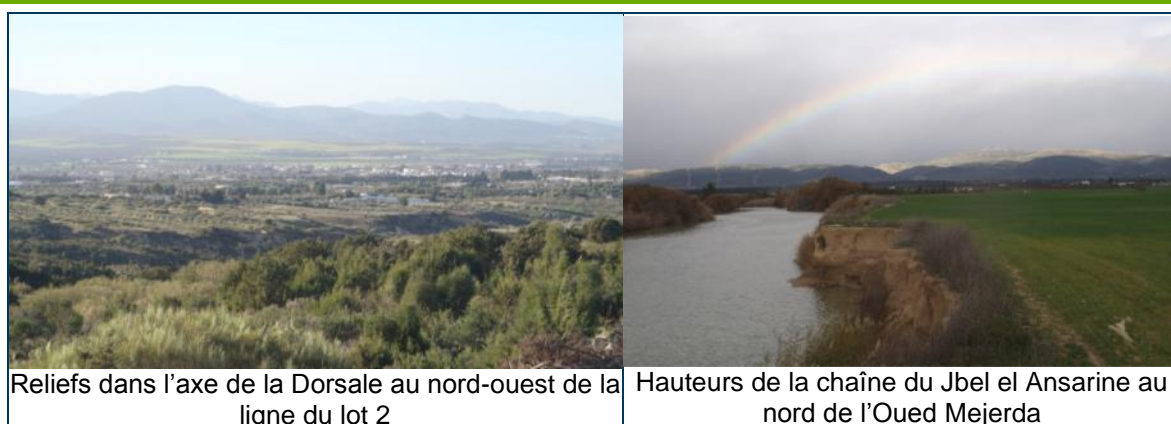 Reliefs dans l'axe de la Dorsale au nord-ouest de la
ligne du lot 2
Hauteurs de la chaîne du Jbel el Ansarine au
nord de l'Oued Mejerda